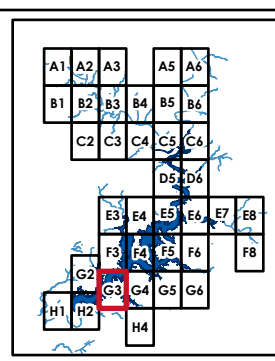 A1 A2 A3 A5 A6
B1 B2 B3 B4 B5 B6
C2 C3 C4 C5 C6
D5 D6
E3 E4 E5 E6 E7 E8
F3 F4 F5 F6 F8
G2
G3 G4 G5 G6
H1 H2
H4